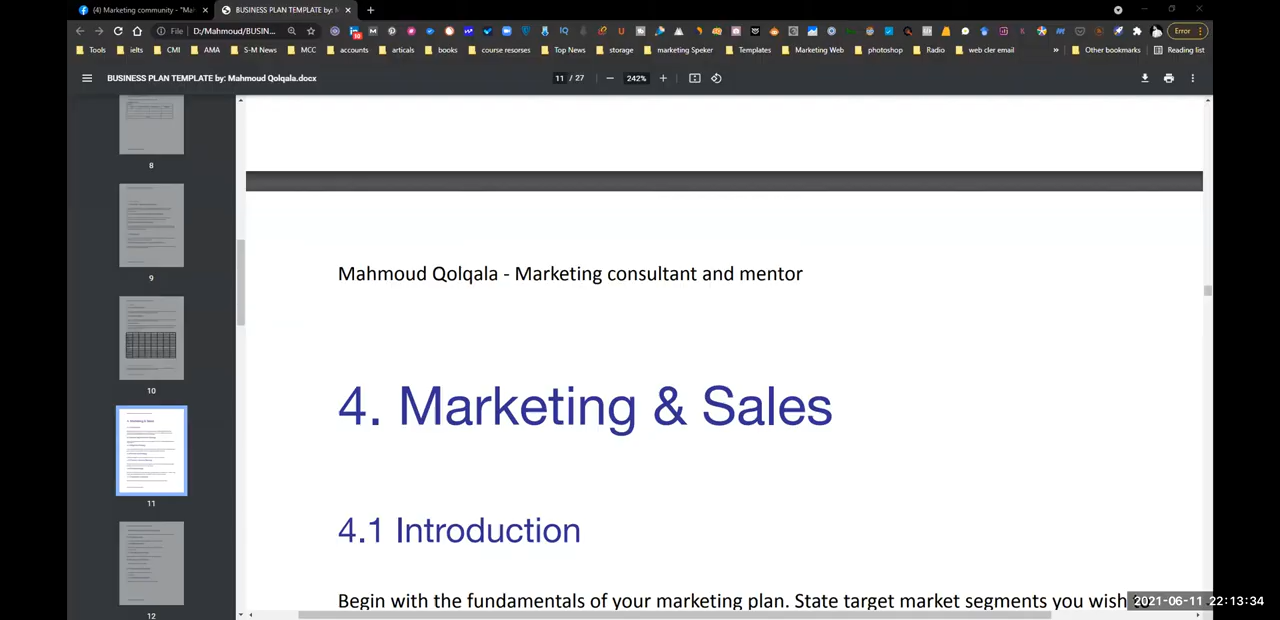 (4) Marketing community - "Ma
BUSINESS PLAN TEMPLATE by: M
File D:/Mahmoud/BUSIN... Error
Tools ielts CMI AMA S-M News MCC accounts articals books course resorses Top News storage marketing Speker Templates Marketing Web photoshop Radio web cler email » Other bookmarks Reading list
BUSINESS PLAN TEMPLATE by: Mahmoud Qolqala.docx 11 / 27 242%
8
9
10
11
12
Mahmoud Qolqala - Marketing consultant and mentor
4. Marketing & Sales
4.1 Introduction
Begin with the fundamentals of your marketing plan. State target market segments you wish
2021-06-11 22:13:34